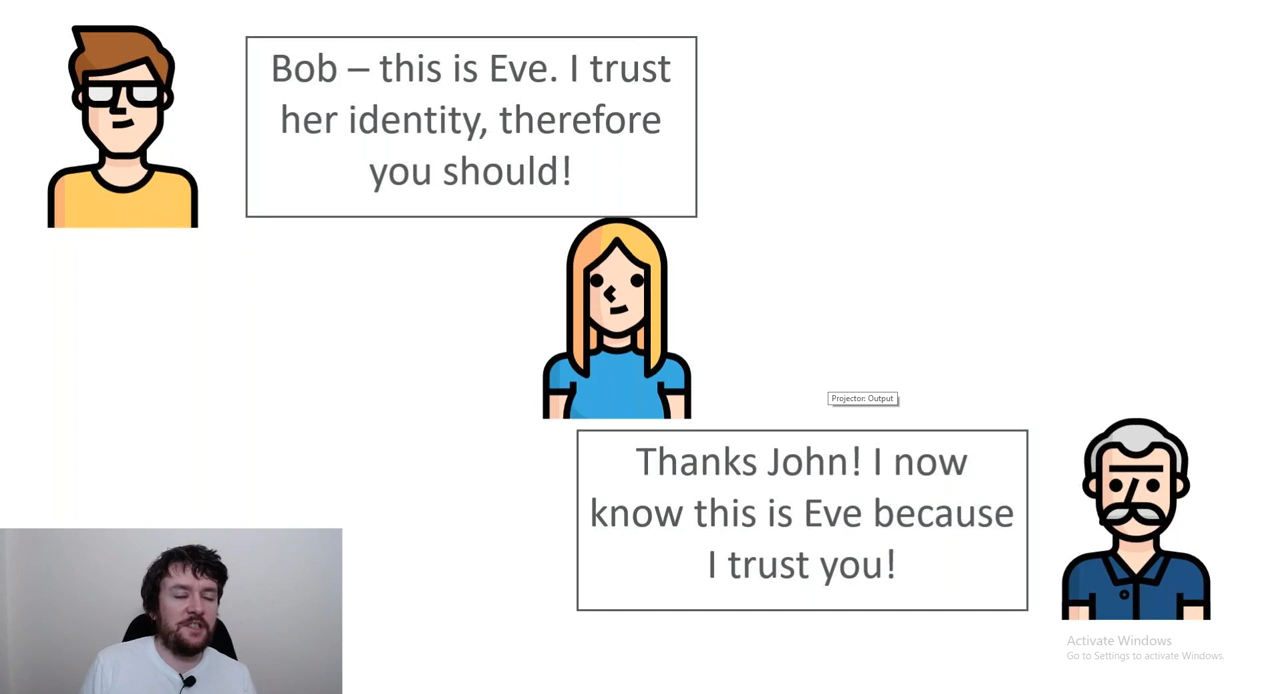 Bob – this is Eve. I trust
her identity, therefore
you should!
Projector: Output
Thanks John! I now
know this is Eve because
I trust you!
Activate Windows
Go to Settings to activate Windows.